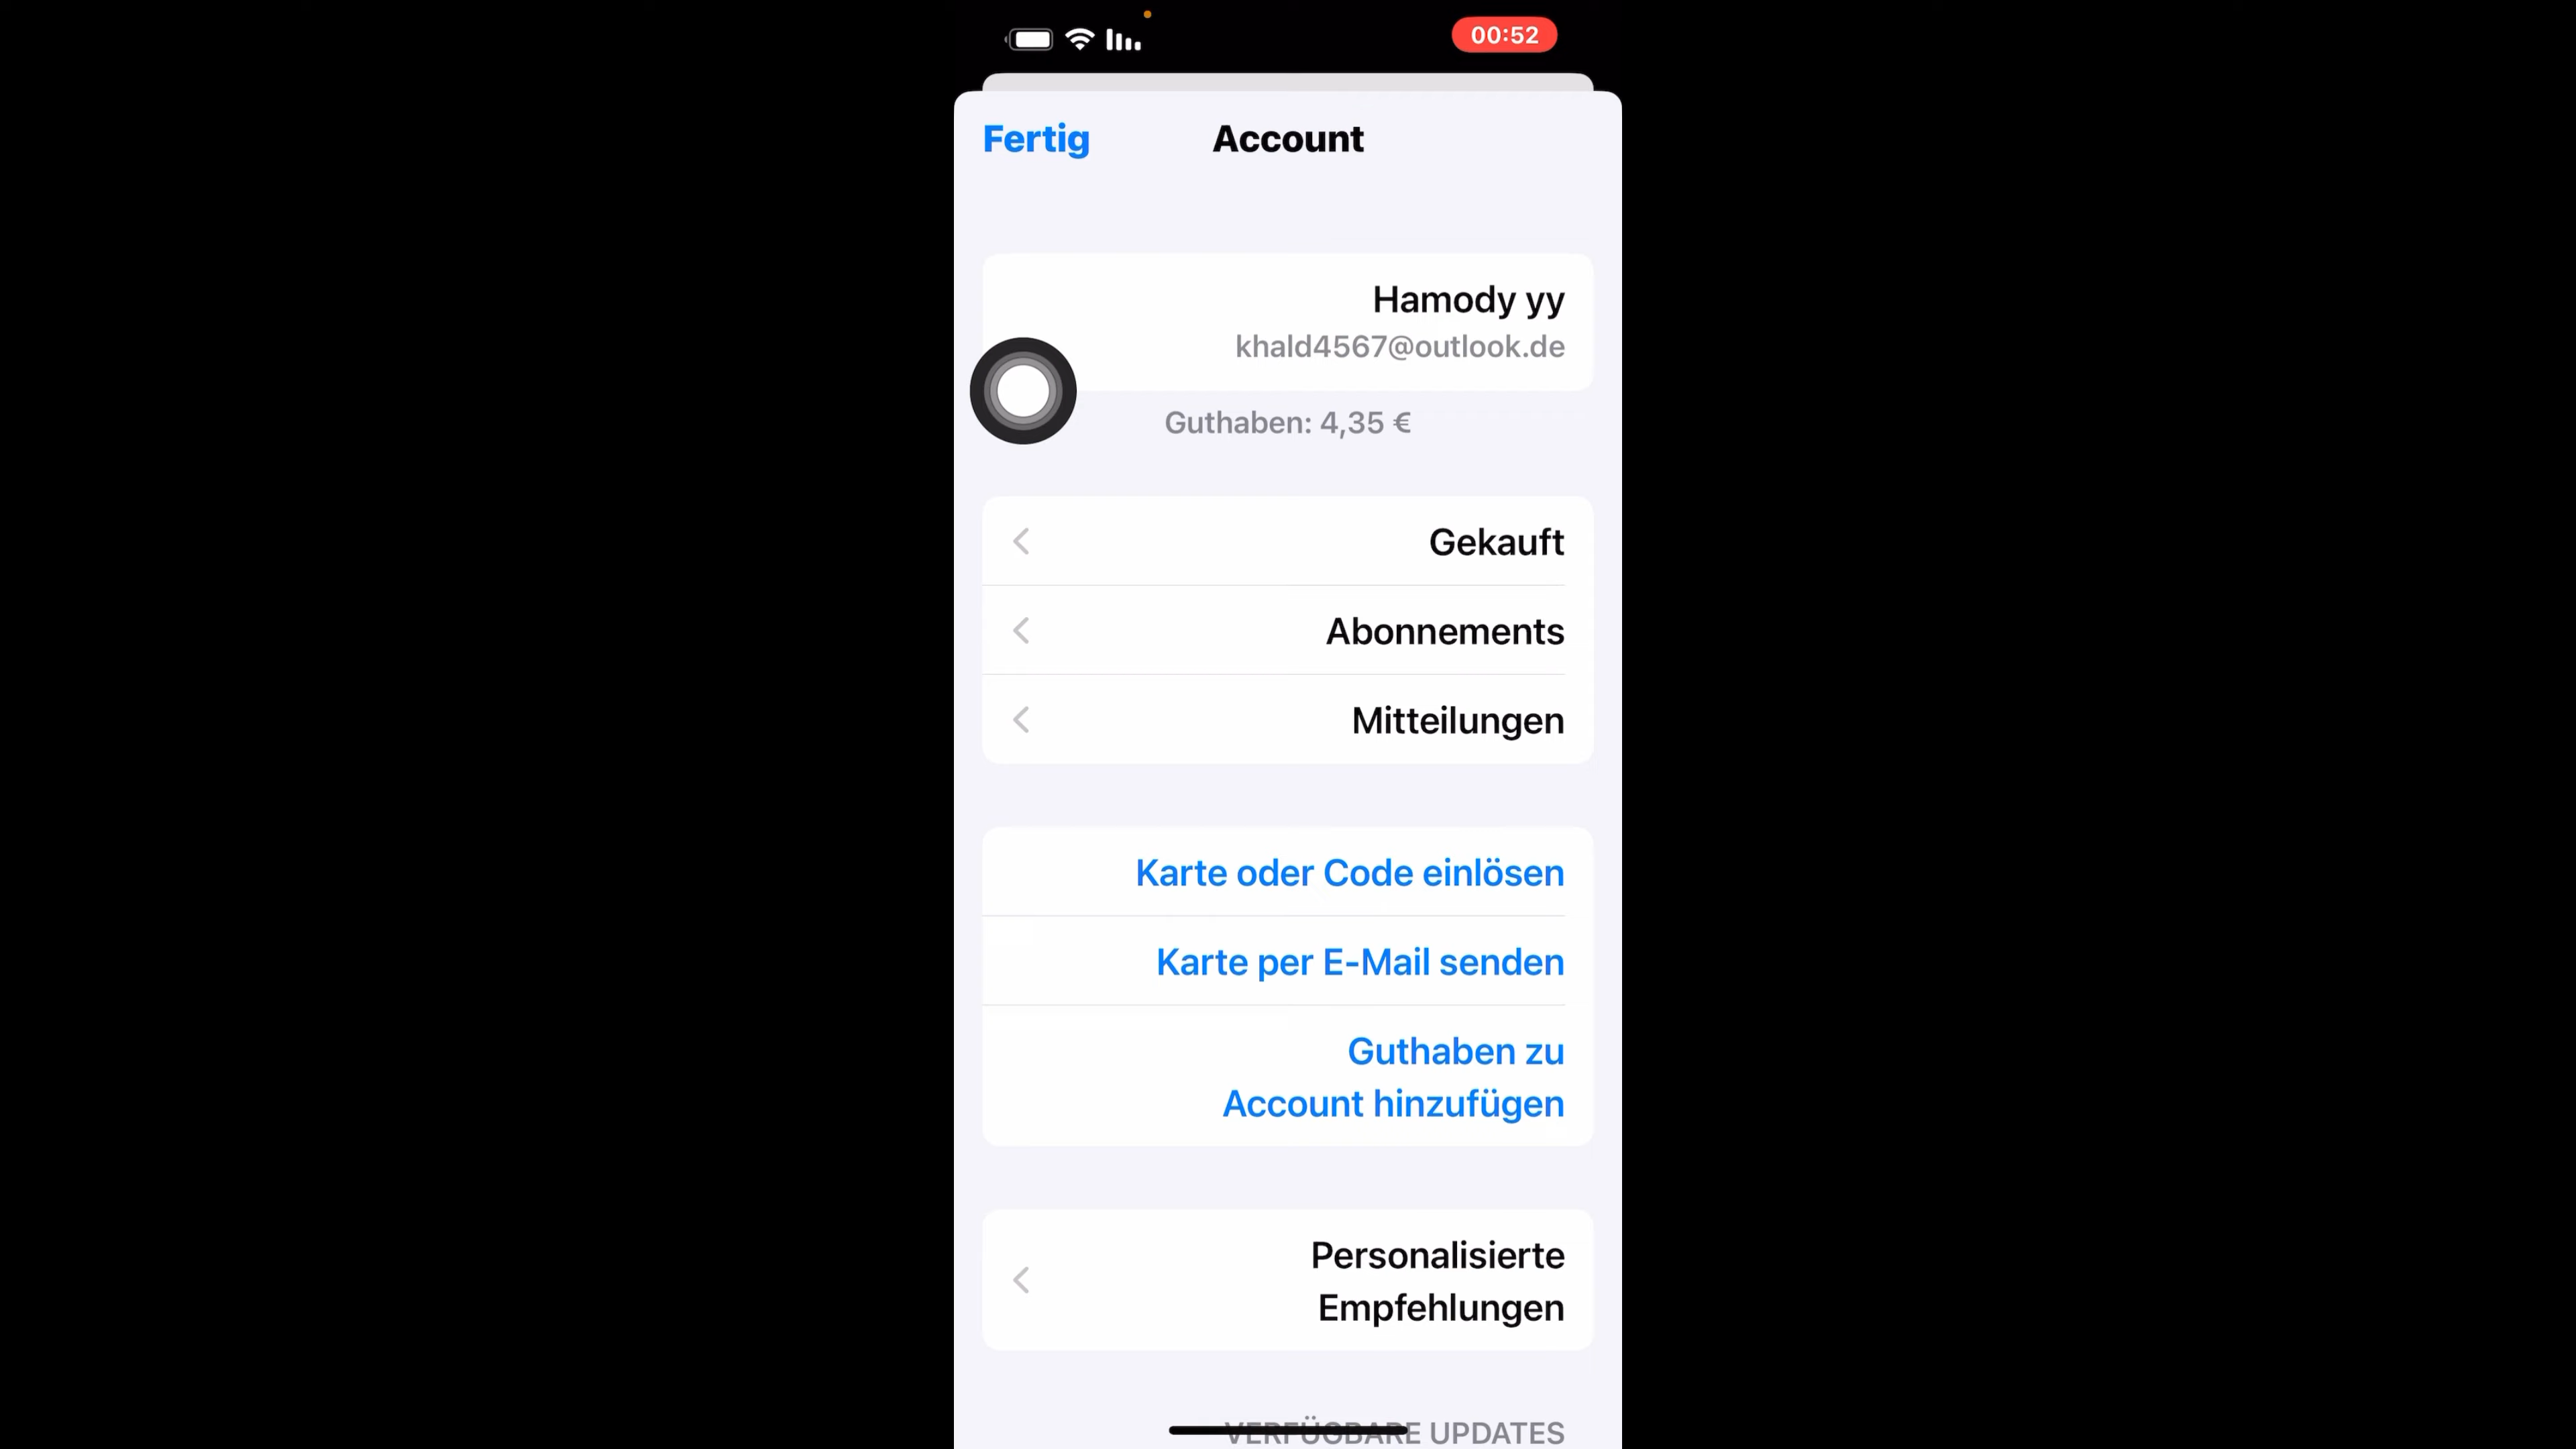 00:52
Fertig
Account
Hamody yy
khald4567@outlook.de
Guthaben: 4,35 €
Gekauft
Abonnements
Mitteilungen
Karte oder Code einlösen
Karte per E-Mail senden
Guthaben zu
Account hinzufügen
Personalisierte
Empfehlungen
VERFÜGBARE UPDATES